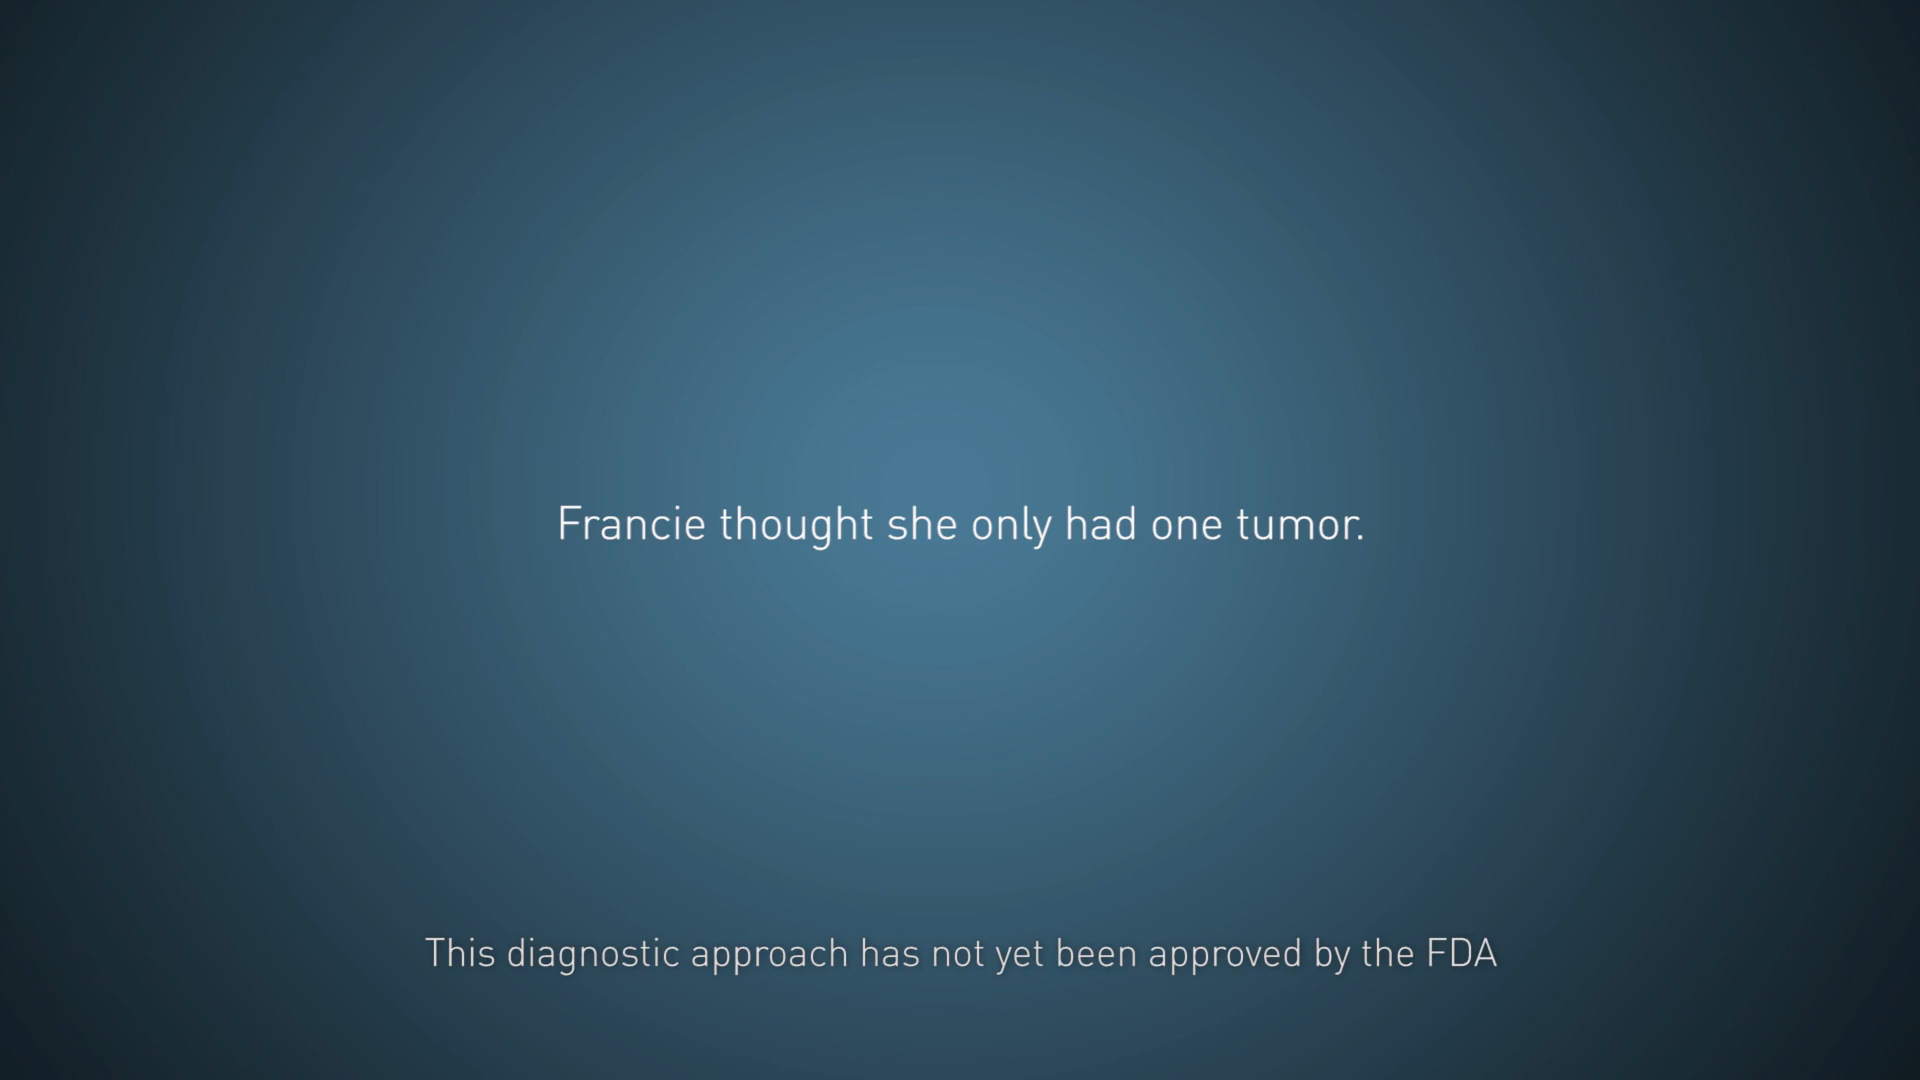 Francie thought she only had one tumor.
This diagnostic approach has not yet been approved by the FDA